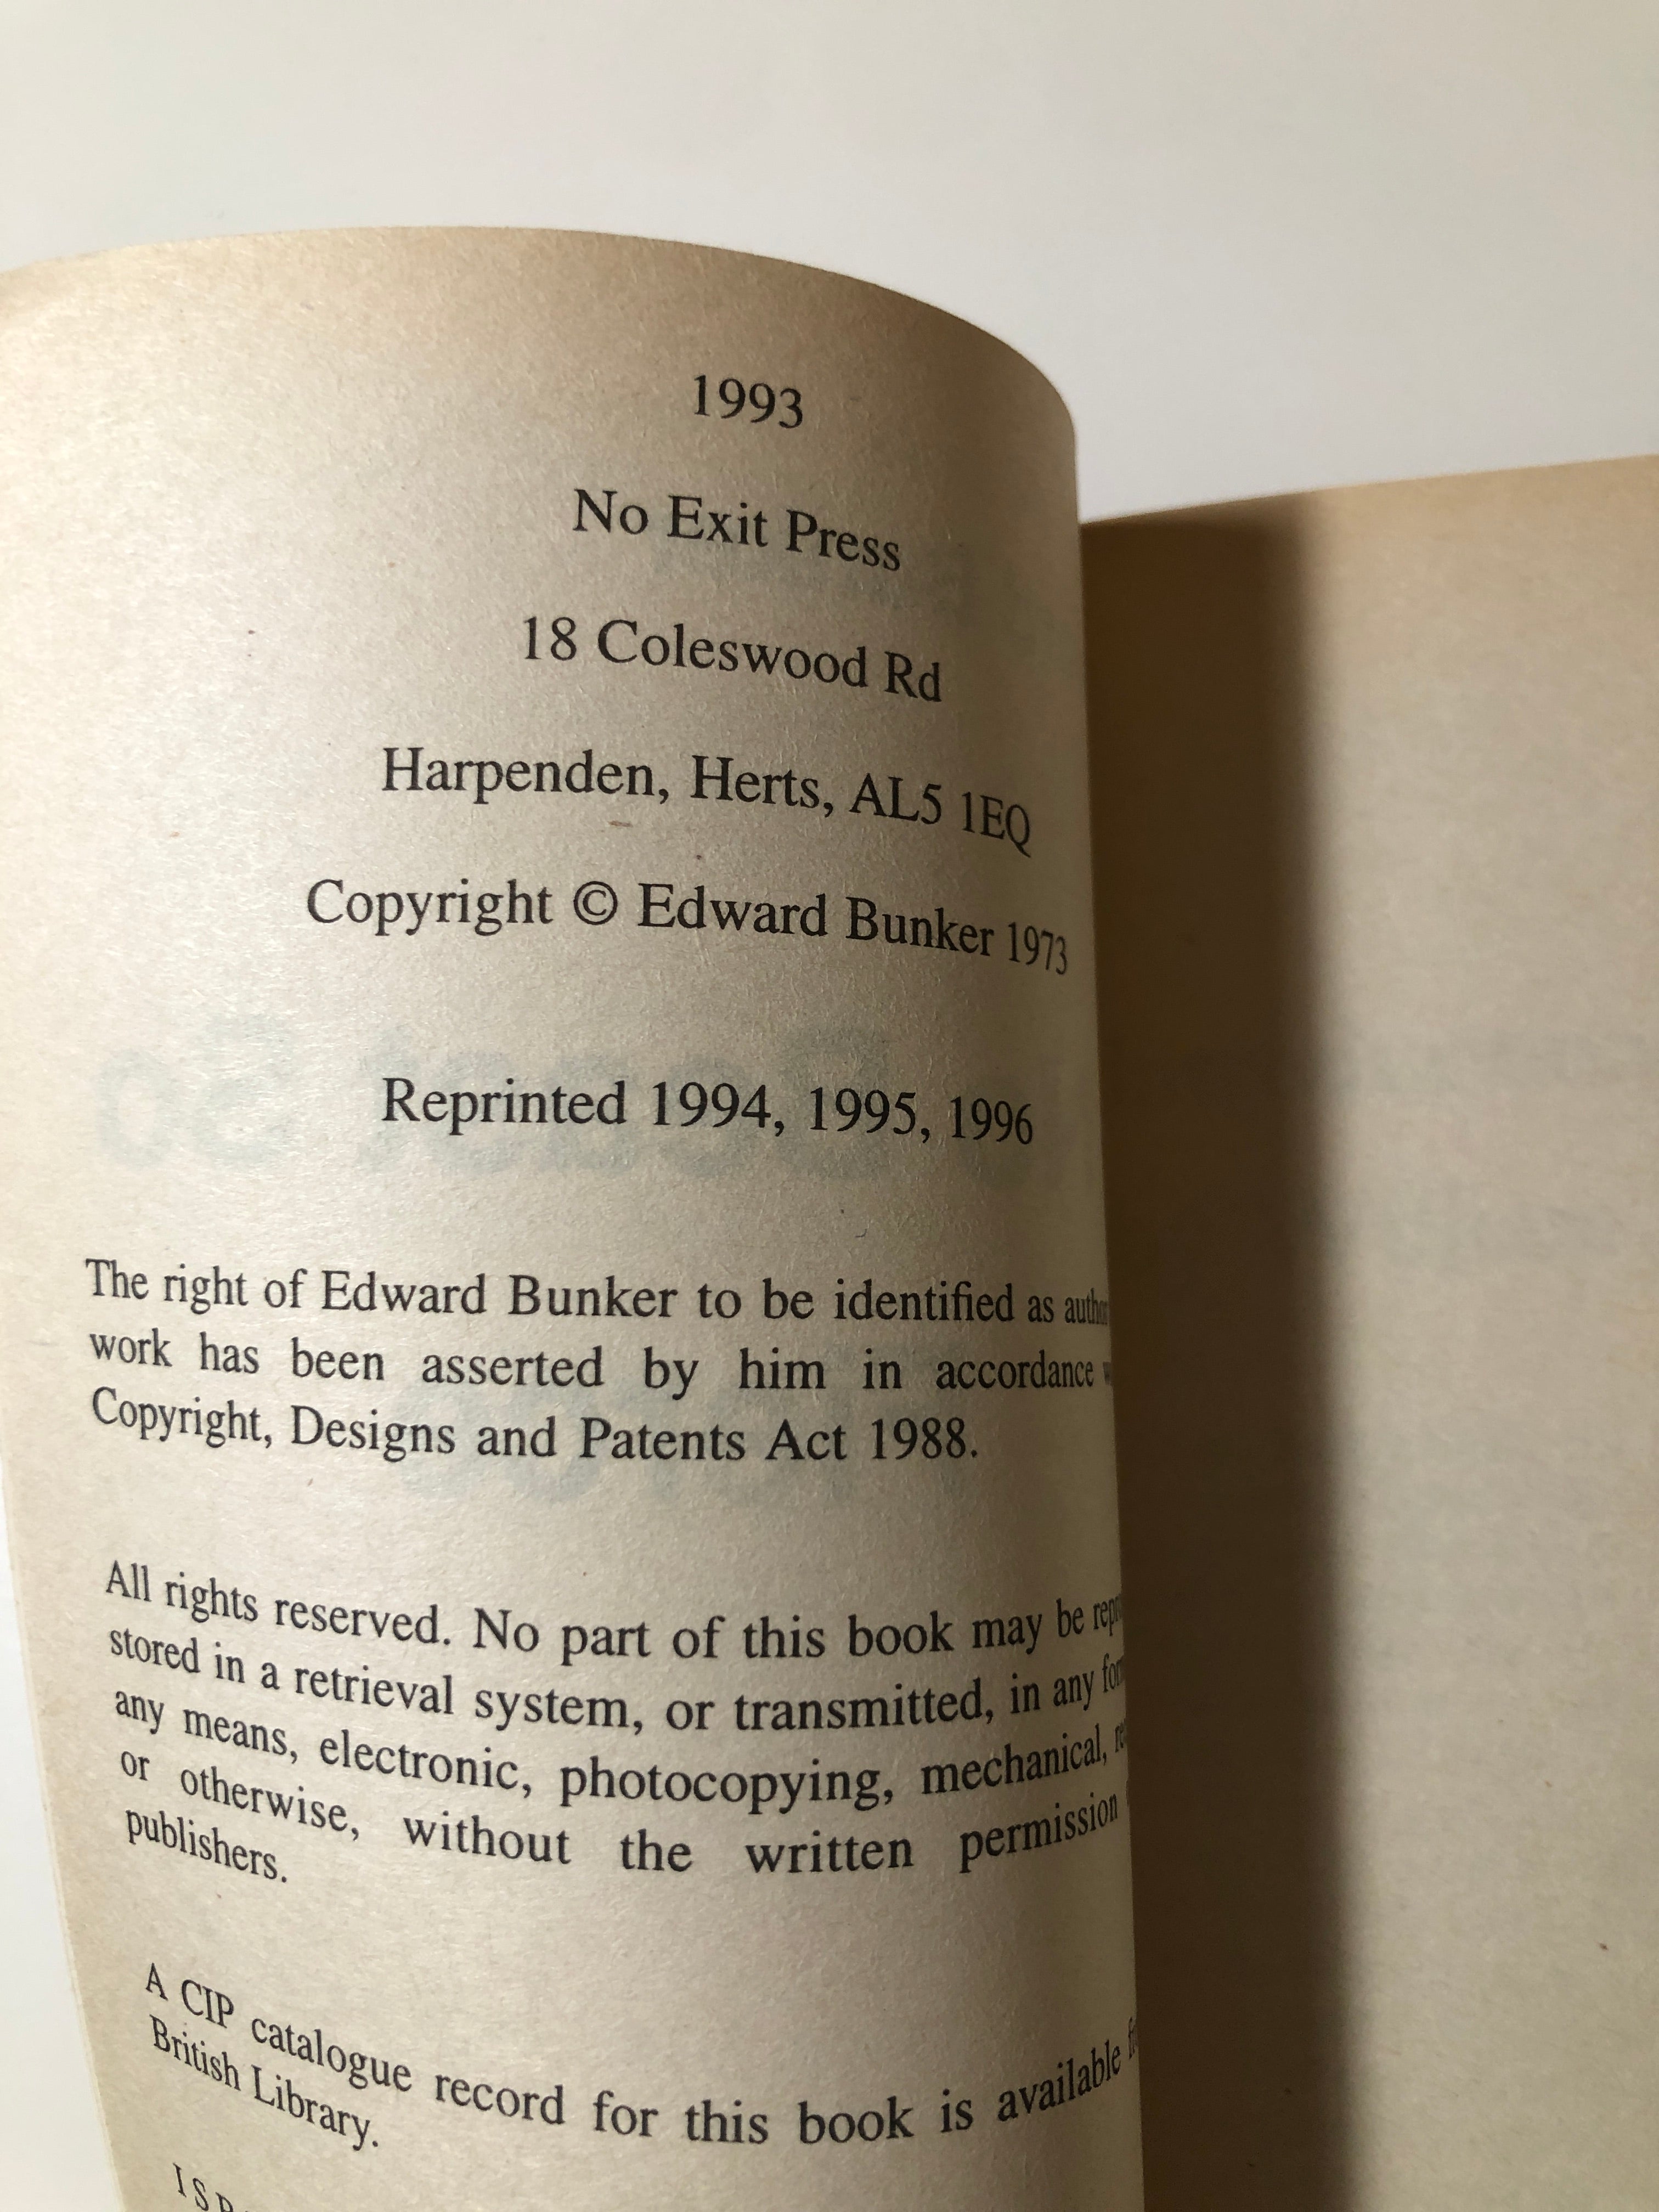 1993
No Exit Press
18 Coleswood Rd
Harpenden, Herts, AL5 1EQ
Copyright © Edward Bunker 1973
Reprinted 1994, 1995, 1996
The right of Edward Bunker to be identified as
work has been asserted by him in accordance
Copyright, Designs and Patents Act 1988.
All rights reserved. No part of this book may be
stored in a retrieval system, or transmitted, in any
any means, electronic, photocopying, mechanical,
or otherwise, without the written permission
publishers.
A CIP catalogue record for this book is available
British Library.